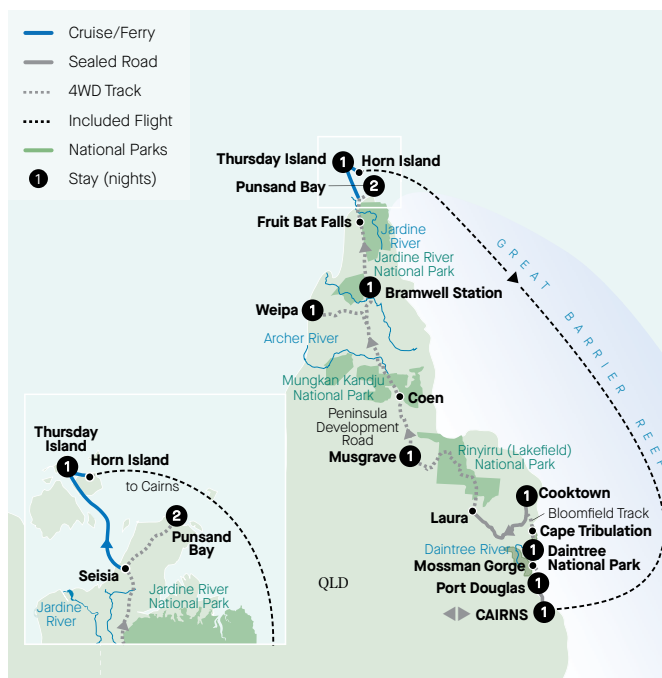 Cruise/Ferry
Sealed Road
4WD Track
Included Flight
National Parks
1 Stay (nights)
Thursday Island
1
Horn Island
Punsand Bay
2
Fruit Bat Falls
Jardine
River
Jardine River
National Park
1
Bramwell Station
Weipa
1
Archer River
Mungkan Kandju
National Park
Coen
Peninsula
Development
Road
Musgrave
1
Rinyirru (Lakefield)
National Park
Laura
1
Cooktown
Bloomfield Track
Cape Tribulation
Daintree River
1
Daintree
National Park
Mossman Gorge
Port Douglas
1
CAIRNS
1
QLD
GREAT BARRIER REEF
Thursday
Island
1
Horn Island
to Cairns
2
Punsand
Bay
Seisia
Jardine
River
Jardine River
National Park